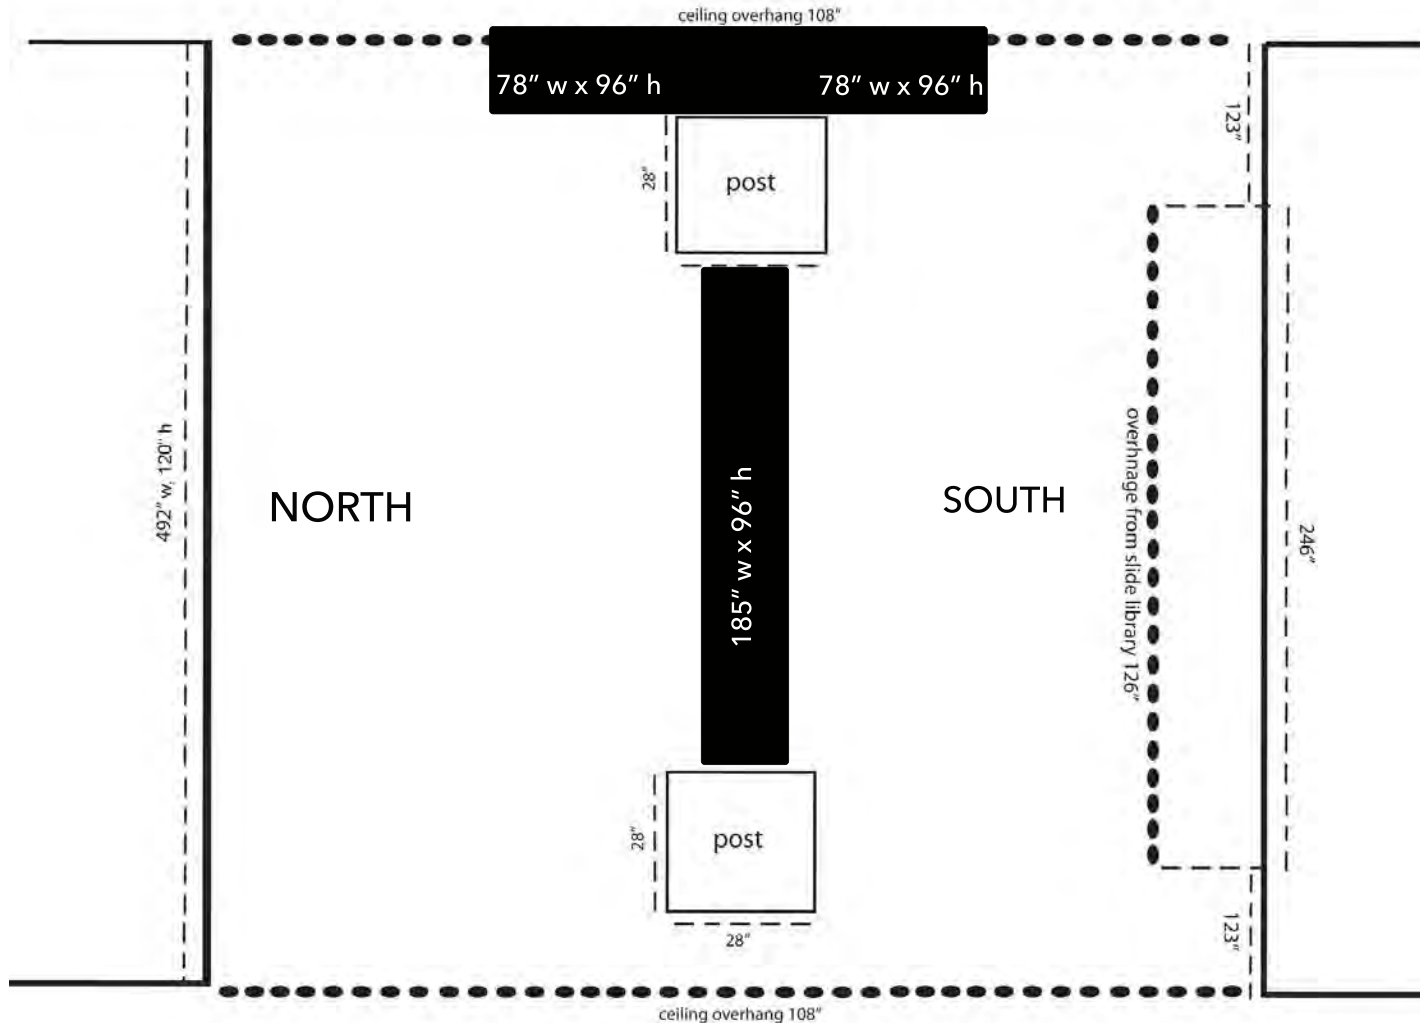 ceiling overhang 108"
78" w x 96" h
78" w x 96" h
123"
28"
post
492" w, 120" h
NORTH
SOUTH
185" w x 96" h
overhnage from slide library 126"
246"
28"
post
28"
123"
ceiling overhang 108"